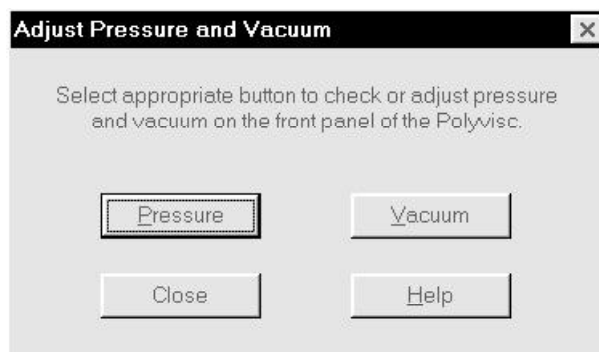 Adjust Pressure and Vacuum
Select appropriate button to check or adjust pressure
and vacuum on the front panel of the Polyvisc.
Pressure Vacuum
Close Help